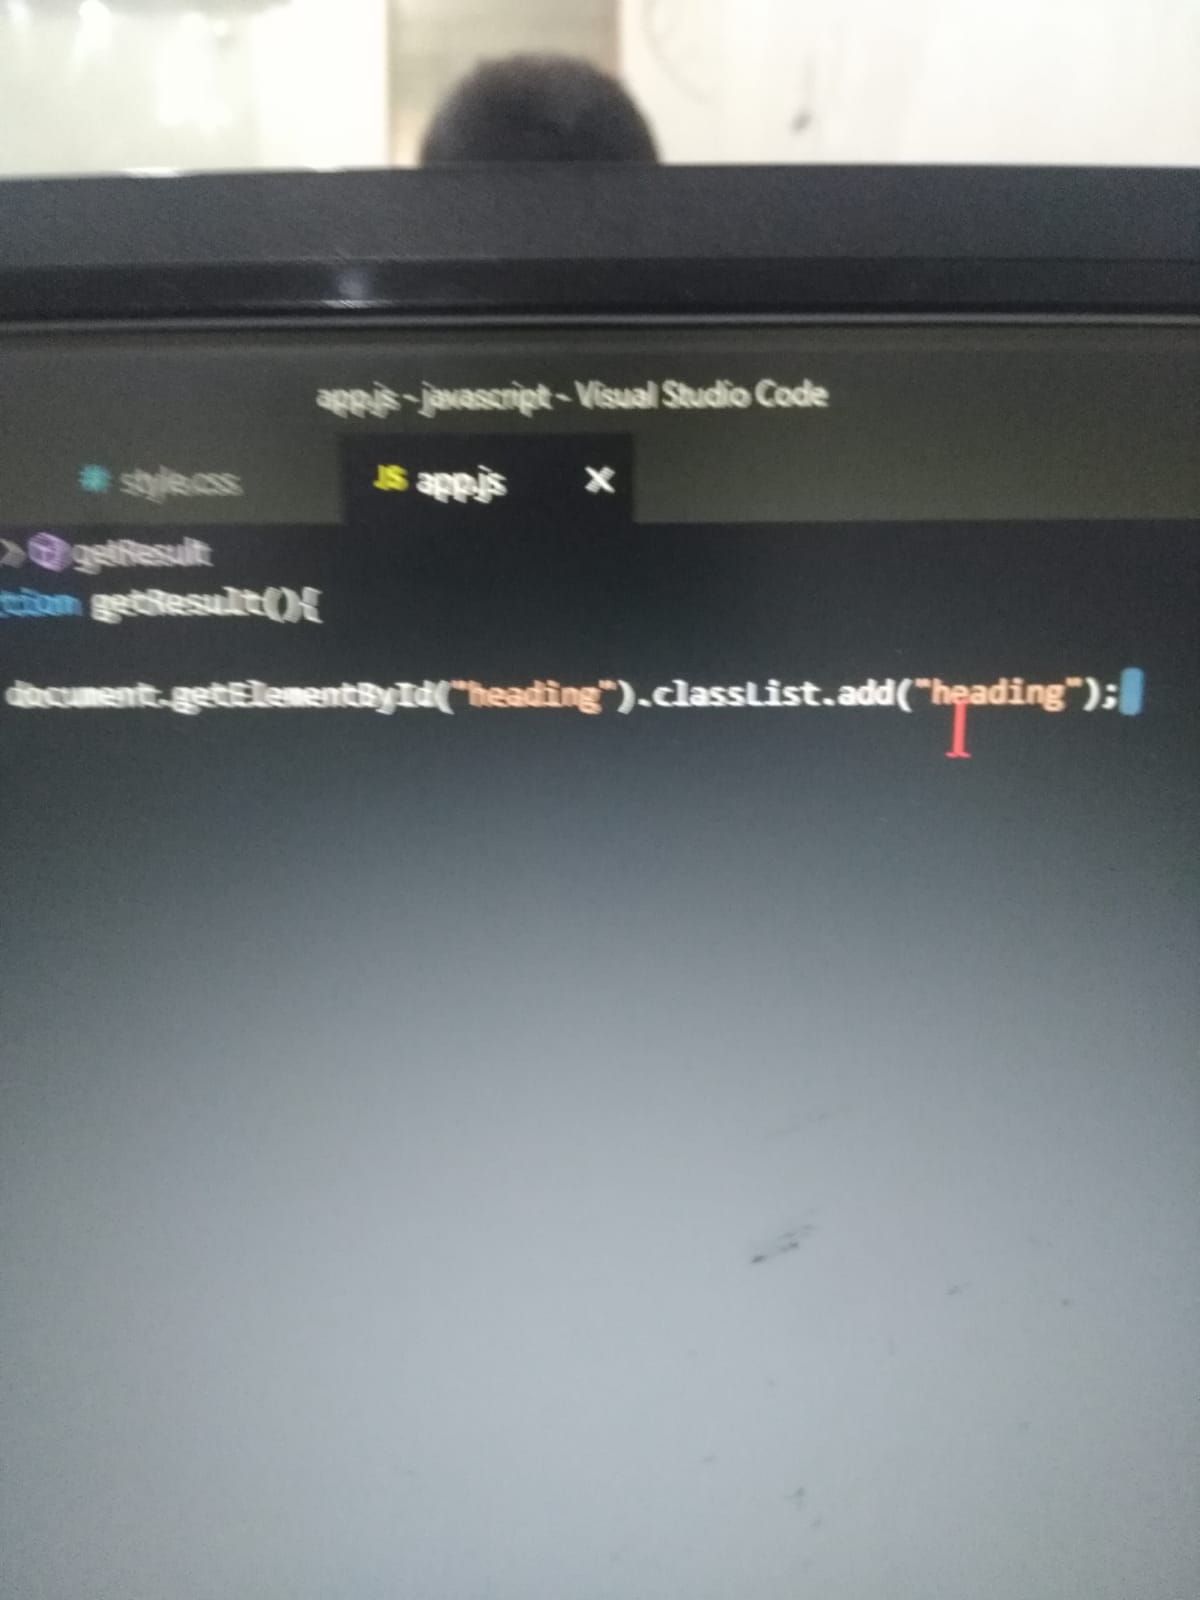 app.js - javascript - Visual Studio Code
# style.css JS app.js X
getResult
tion getResult(){
document.getElementById("heading").classList.add("heading");